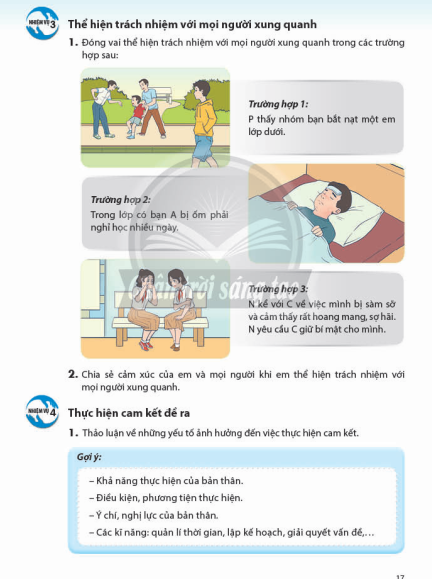 NHIỆM VỤ 3 Thể hiện trách nhiệm với mọi người xung quanh
1. Đóng vai thể hiện trách nhiệm với mọi người xung quanh trong các trường
hợp sau:
Trường hợp 1:
P thấy nhóm bạn bắt nạt một em
lớp dưới.
Trường hợp 2:
Trong lớp có bạn A bị ốm phải
nghỉ học nhiều ngày.
Chân trời sáng tạo
Trường hợp 3:
N kể với C về việc mình bị sàm sỡ
và cảm thấy rất hoang mang, sợ hãi.
N yêu cầu C giữ bí mật cho mình.
2. Chia sẻ cảm xúc của em và mọi người khi em thể hiện trách nhiệm với
mọi người xung quanh.
NHIỆM VỤ 4 Thực hiện cam kết đề ra
1. Thảo luận về những yếu tố ảnh hưởng đến việc thực hiện cam kết.
Gợi ý:
– Khả năng thực hiện của bản thân.
– Điều kiện, phương tiện thực hiện.
– Ý chí, nghị lực của bản thân.
– Các kĩ năng: quản lí thời gian, lập kế hoạch, giải quyết vấn đề,…
17